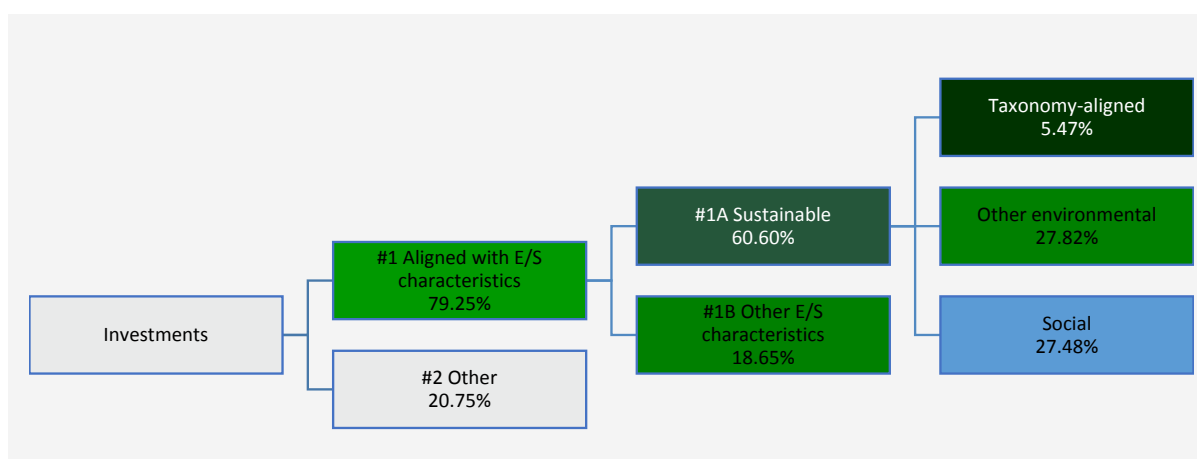 Investments
#1 Aligned with E/S
characteristics
79.25%
#2 Other
20.75%
#1A Sustainable
60.60%
#1B Other E/S
characteristics
18.65%
Taxonomy-aligned
5.47%
Other environmental
27.82%
Social
27.48%